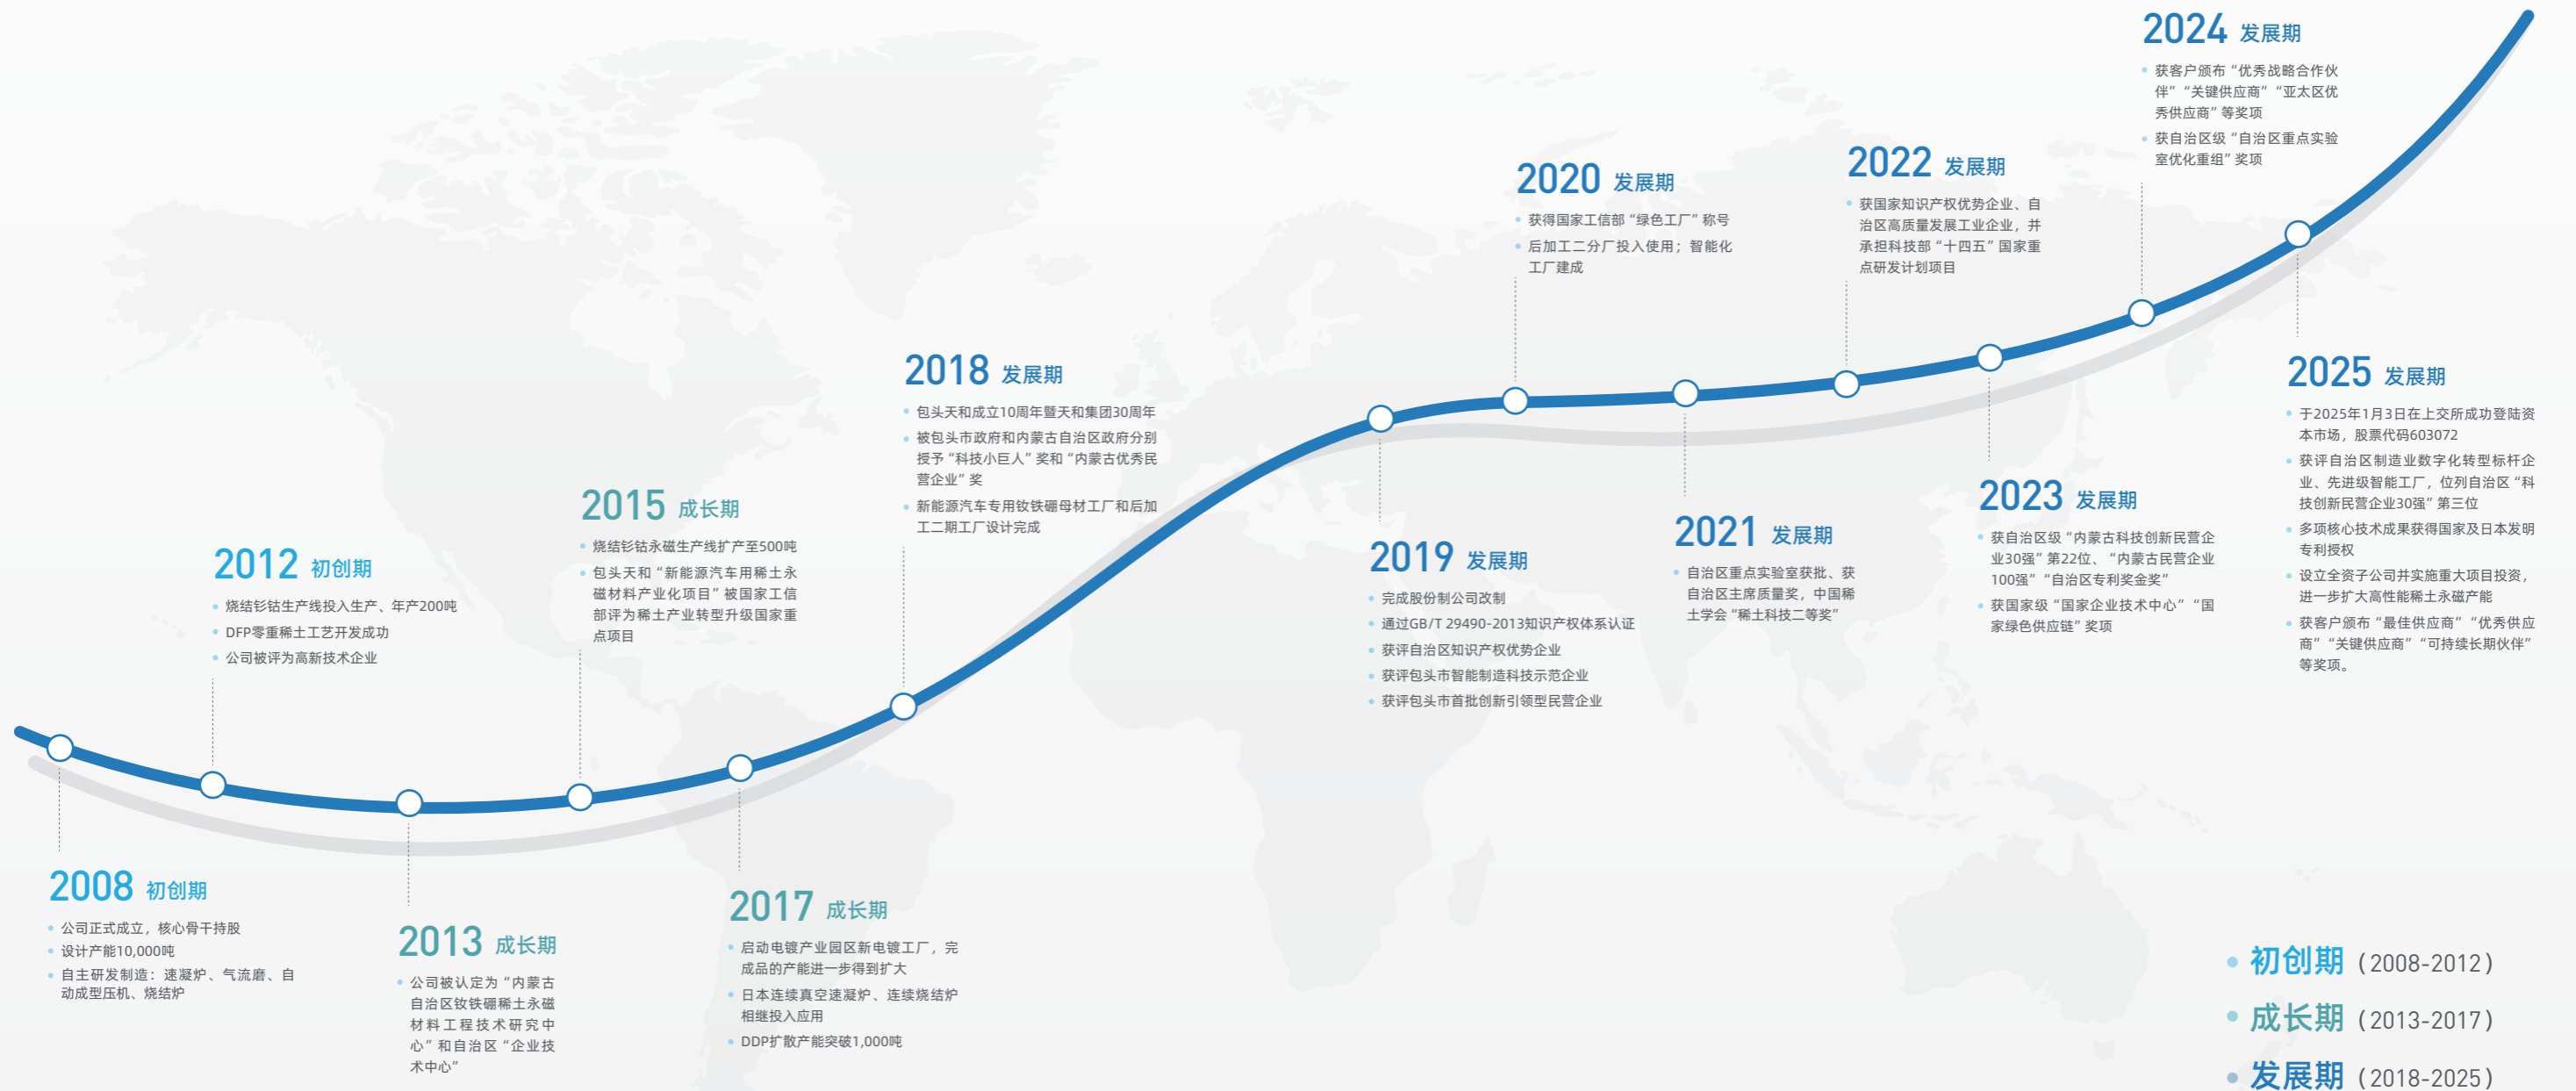 2008 初创期
公司正式成立，核心骨干持股
设计产能10,000吨
自主研发制造：速凝炉、气流磨、自
动成型压机、烧结炉
2012 初创期
烧结钐钴生产线投入生产、年产200吨
DFP零重稀土工艺开发成功
公司被评为高新技术企业
2013 成长期
公司被认定为“内蒙古
自治区钕铁硼稀土永磁
材料工程技术研究中
心”和自治区“企业技
术中心”
2015 成长期
烧结钐钴永磁生产线扩产至500吨
包头天和“新能源汽车用稀土永
磁材料产业化项目”被国家工信
部评为稀土产业转型升级国家重
点项目
2017 成长期
启动电镀产业园区新电镀工厂，完
成品的产能进一步得到扩大
日本连续真空速凝炉、连续烧结炉
相继投入应用
DDP扩散产能突破1,000吨
2018 发展期
包头天和成立10周年暨天和集团30周年
被包头市政府和内蒙古自治区政府分别
授予“科技小巨人”奖和“内蒙古优秀民
营企业”奖
新能源汽车专用钕铁硼母材工厂和后加
工二期工厂设计完成
2019 发展期
完成股份制公司改制
通过GB/T 29490-2013知识产权体系认证
获评自治区知识产权优势企业
获评包头市智能制造科技示范企业
获评包头市首批创新引领型民营企业
2020 发展期
获得国家工信部“绿色工厂”称号
后加工二分厂投入使用；智能化
工厂建成
2021 发展期
自治区重点实验室获批、获
自治区主席质量奖，中国稀
土学会“稀土科技二等奖”
2022 发展期
获国家知识产权优势企业、自
治区高质量发展工业企业，并
承担科技部“十四五”国家重
点研发计划项目
2023 发展期
获自治区级“内蒙古科技创新民营企
业30强”第22位、“内蒙古民营企业
100强”“自治区专利奖金奖”
获国家级“国家企业技术中心”“国
家绿色供应链”奖项
2024 发展期
获客户颁布“优秀战略合作伙
伴”“关键供应商”“亚太区优
秀供应商”等奖项
获自治区级“自治区重点实验
室优化重组”奖项
2025 发展期
于2025年1月3日在上交所成功登陆资
本市场，股票代码603072
获评自治区制造业数字化转型标杆企
业、先进级智能工厂，位列自治区“科
技创新民营企业30强”第三位
多项核心技术成果获得国家及日本发明
专利授权
设立全资子公司并实施重大项目投资，
进一步扩大高性能稀土永磁产能
获客户颁布“最佳供应商”“优秀供应
商”“关键供应商”“可持续长期伙伴”
等奖项。
初创期（2008-2012）
成长期（2013-2017）
发展期（2018-2025）